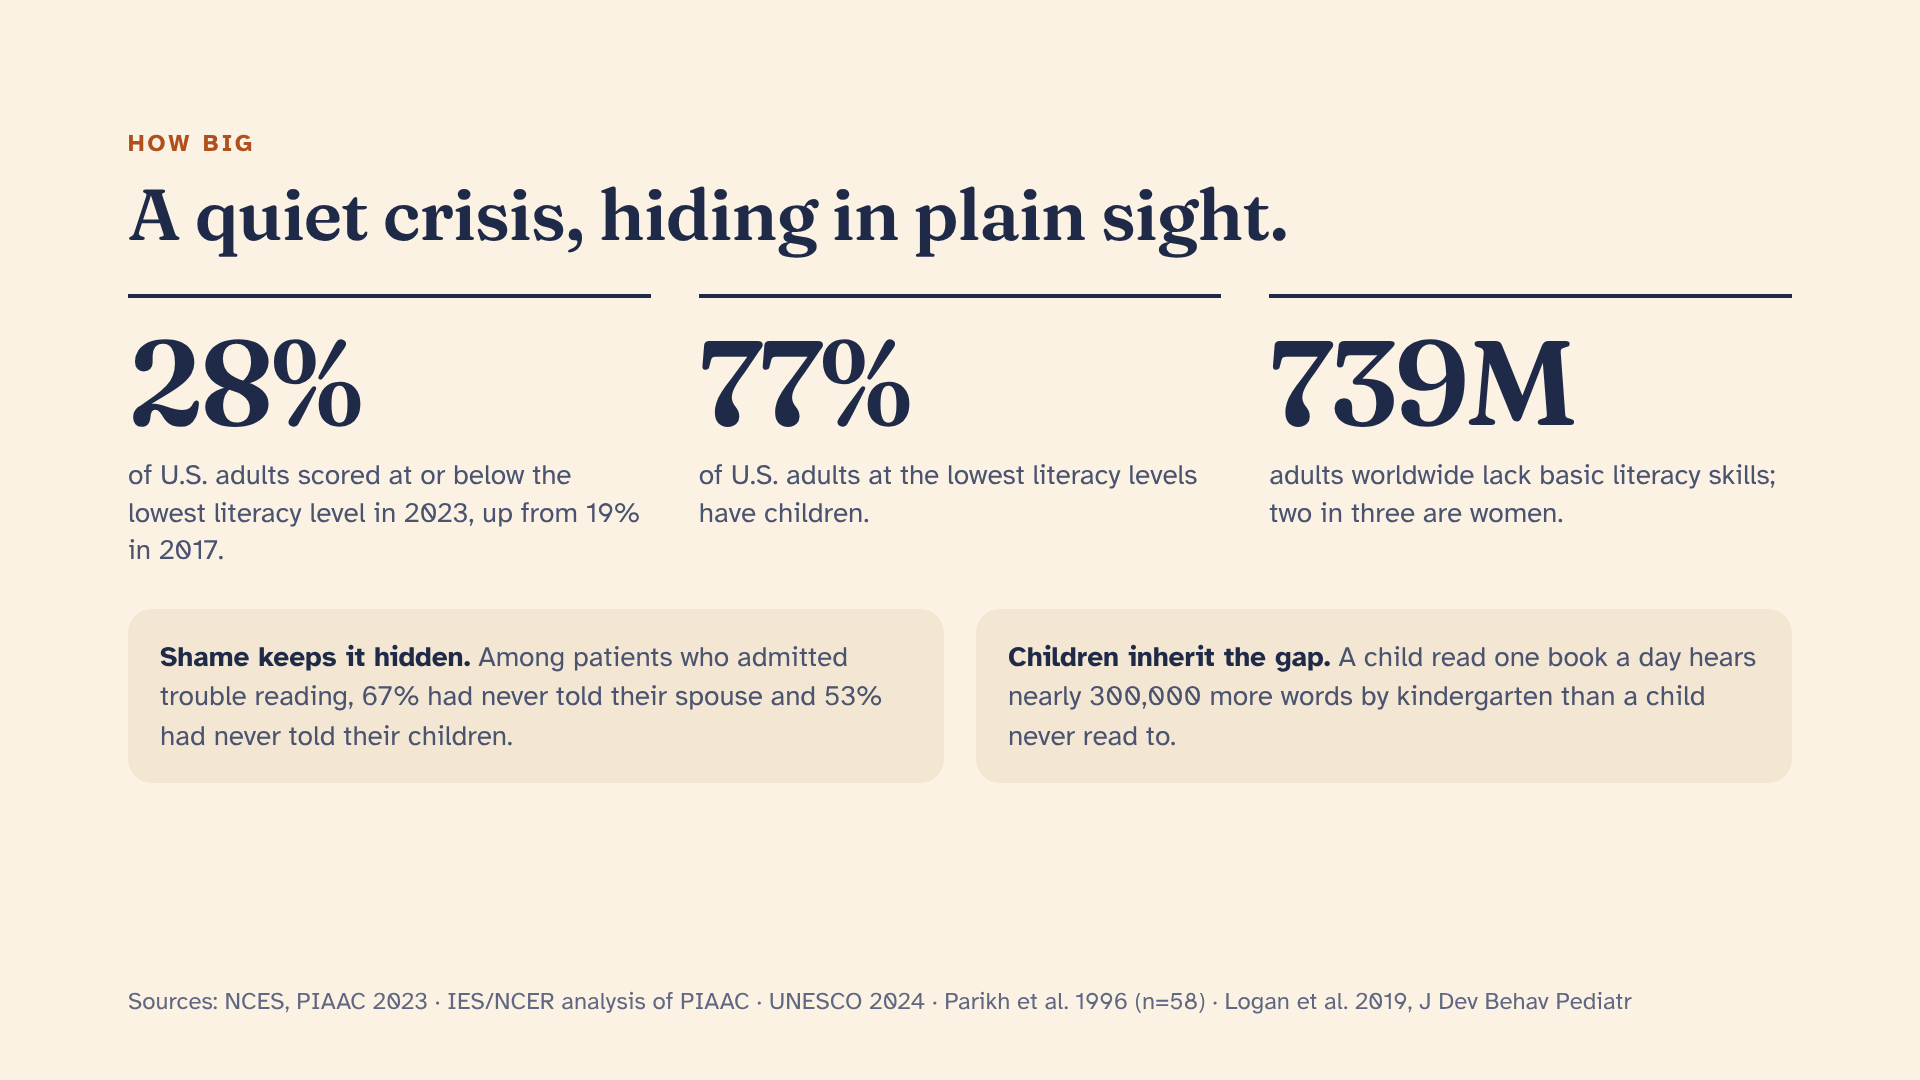 HOW BIG
A quiet crisis, hiding in plain sight.
28%
of U.S. adults scored at or below the
lowest literacy level in 2023, up from 19%
in 2017.
77%
of U.S. adults at the lowest literacy levels
have children.
739M
adults worldwide lack basic literacy skills;
two in three are women.
Shame keeps it hidden. Among patients who admitted
trouble reading, 67% had never told their spouse and 53%
had never told their children.
Children inherit the gap. A child read one book a day hears
nearly 300,000 more words by kindergarten than a child
never read to.
Sources: NCES, PIAAC 2023 · IES/NCER analysis of PIAAC · UNESCO 2024 · Parikh et al. 1996 (n=58) · Logan et al. 2019, J Dev Behav Pediatr